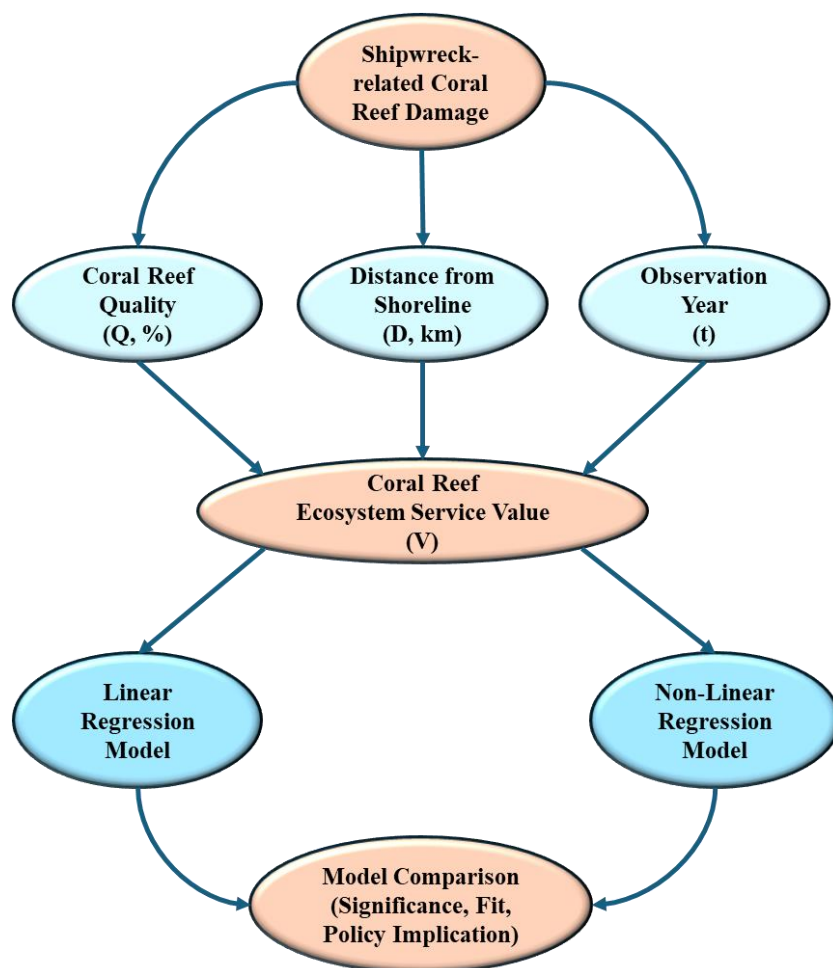 Shipwreck-
related Coral
Reef Damage
Coral Reef
Quality
(Q, %)
Distance from
Shoreline
(D, km)
Observation
Year
(t)
Coral Reef
Ecosystem Service Value
(V)
Linear
Regression
Model
Non-Linear
Regression
Model
Model Comparison
(Significance, Fit,
Policy Implication)